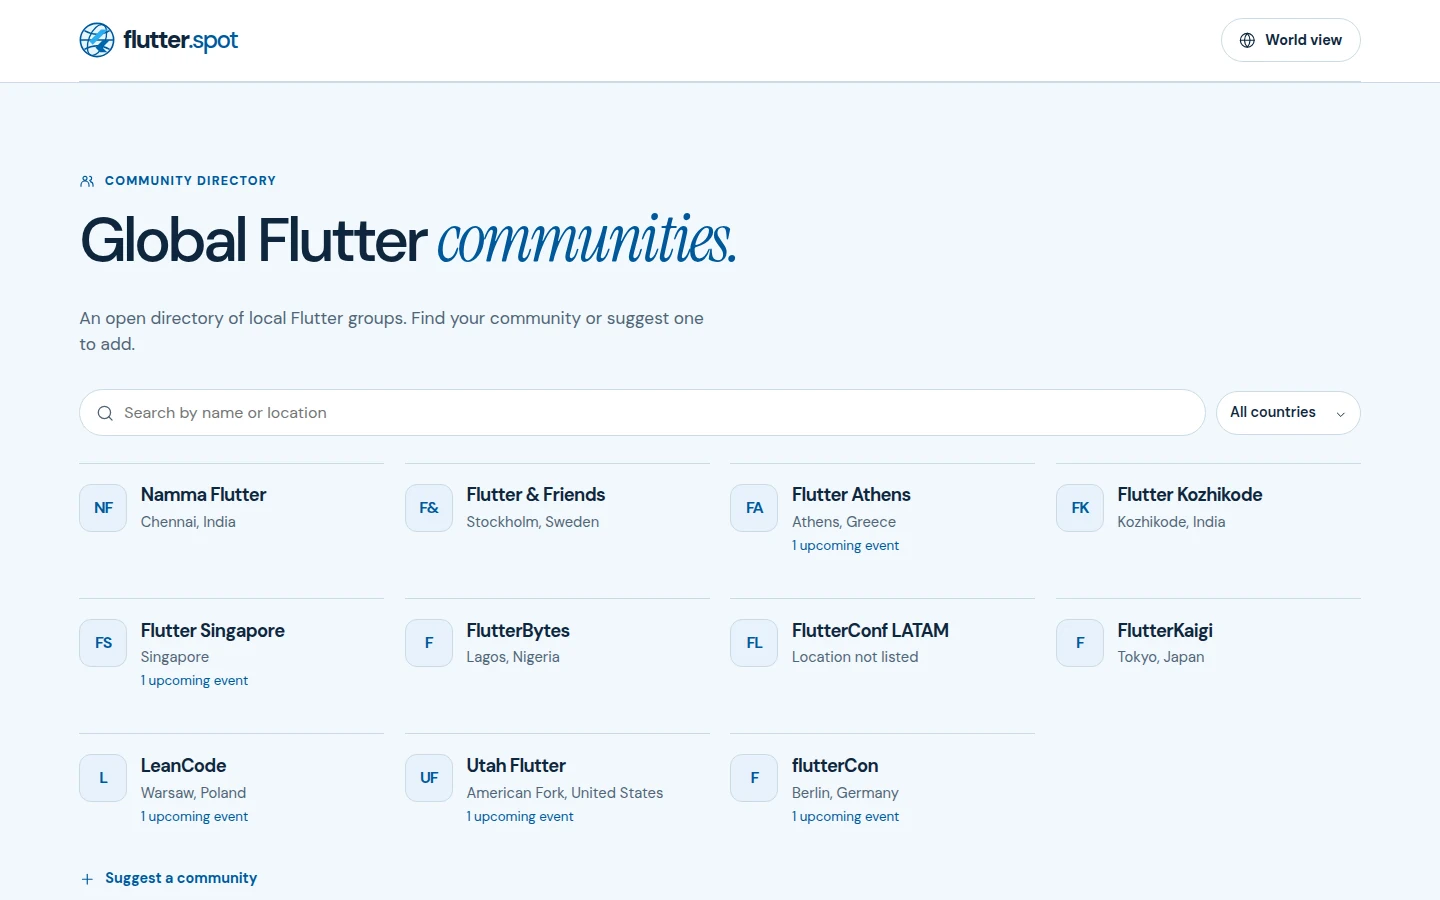 flutter.spot
World view
COMMUNITY DIRECTORY
Global Flutter communities.
An open directory of local Flutter groups. Find your community or suggest one
to add.
Search by name or location
All countries
NF
Namma Flutter
Chennai, India
F&
Flutter & Friends
Stockholm, Sweden
FA
Flutter Athens
Athens, Greece
1 upcoming event
FK
Flutter Kozhikode
Kozhikode, India
FS
Flutter Singapore
Singapore
1 upcoming event
F
FlutterBytes
Lagos, Nigeria
FL
FlutterConf LATAM
Location not listed
F
FlutterKaigi
Tokyo, Japan
L
LeanCode
Warsaw, Poland
1 upcoming event
UF
Utah Flutter
American Fork, United States
1 upcoming event
F
flutterCon
Berlin, Germany
1 upcoming event
Suggest a community